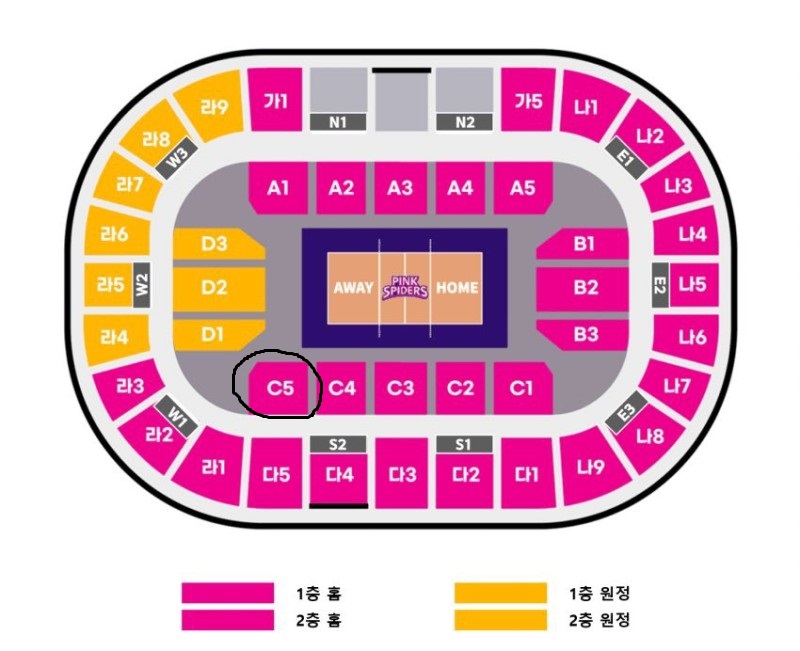 라9 가1 가5 나1
N1 N2
라8 W3 E1 나2
라7 A1 A2 A3 A4 A5 나3
라6 D3 B1 나4
라5 W2 D2 AWAY PINK SPIDERS HOME B2 E2 나5
라4 D1 B3 나6
라3 C5 C4 C3 C2 C1 나7
라2 W1 E3 나8
S2 S1
라1 다5 다4 다3 다2 다1 나9
1층 홈 1층 원정
2층 홈 2층 원정